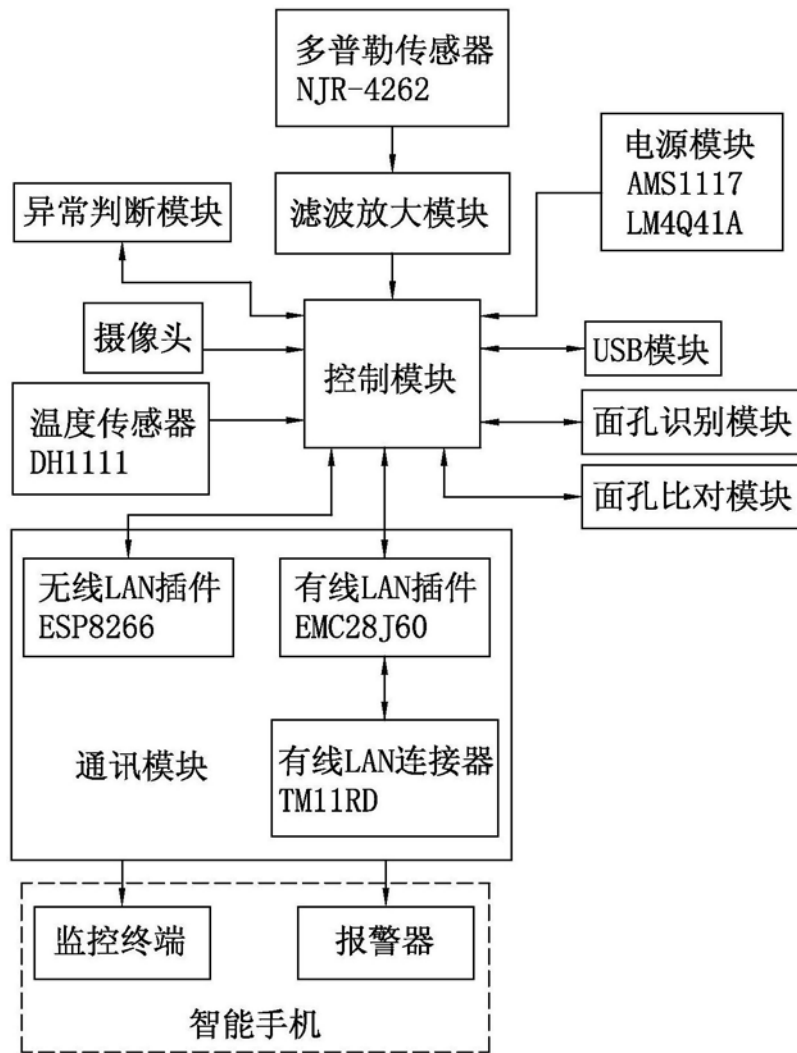 多普勒传感器
NJR-4262
电源模块
AMS1117
LM4Q41A
异常判断模块
滤波放大模块
摄像头
控制模块
USB模块
温度传感器
DH1111
面孔识别模块
面孔比对模块
无线LAN插件
ESP8266
有线LAN插件
EMC28J60
通讯模块
有线LAN连接器
TM11RD
监控终端
报警器
智能手机